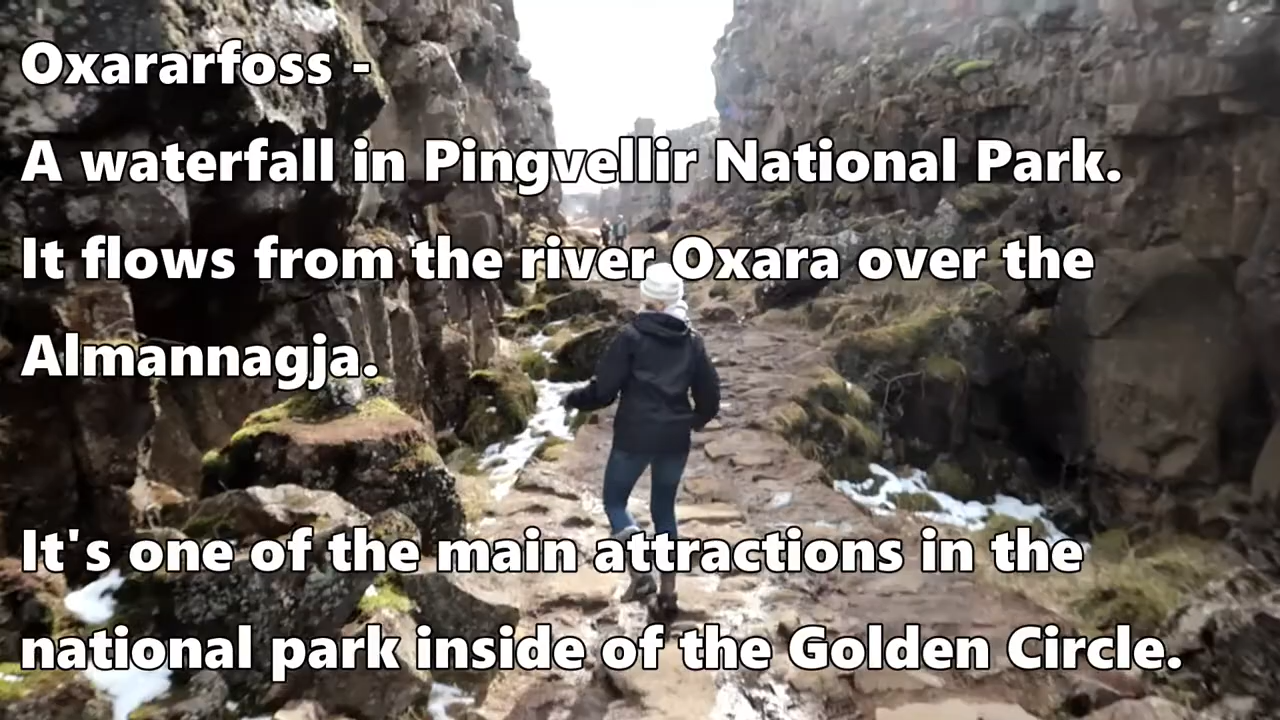 Oxararfoss -
A waterfall in Pingvellir National Park.
It flows from the river Oxara over the
Almannagja.
It's one of the main attractions in the
national park inside of the Golden Circle.